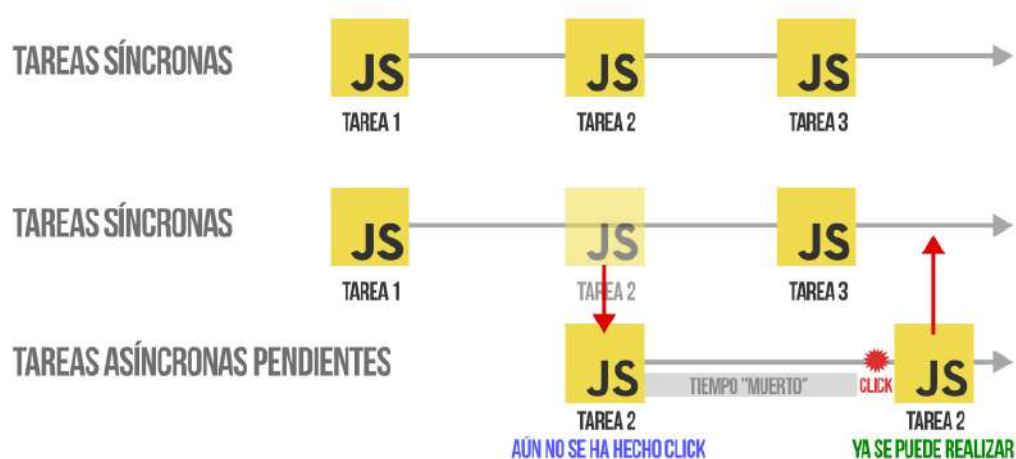 TAREAS SÍNCRONAS
JS
JS
JS
TAREA 1
TAREA 2
TAREA 3
TAREAS SÍNCRONAS
JS
JS
JS
TAREA 1
TAREA 2
TAREA 3
TAREAS ASÍNCRONAS PENDIENTES
JS
TIEMPO "MUERTO"
CLICK
JS
TAREA 2
AÚN NO SE HA HECHO CLICK
TAREA 2
YA SE PUEDE REALIZAR